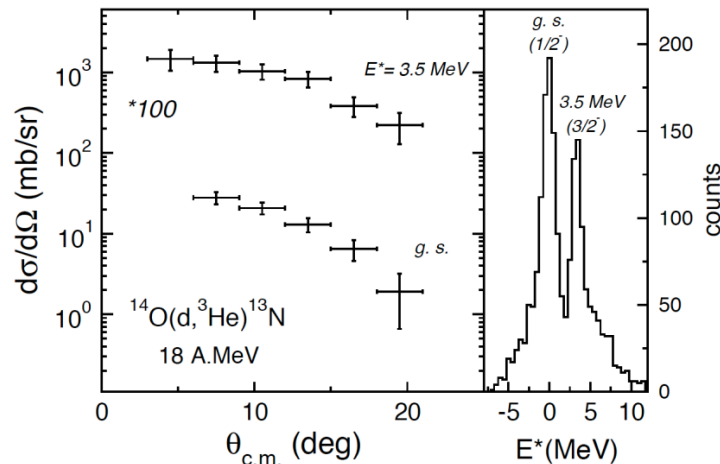 dσ/dΩ (mb/sr)
10³
10²
10¹
10⁰
E*= 3.5 MeV
*100
g. s.
¹⁴O(d,³He)¹³N
18 A.MeV
0
10
20
θc.m. (deg)
g. s.
(1/2⁻)
3.5 MeV
(3/2⁻)
200
150
100
50
0
counts
-5
0
5
10
E*(MeV)